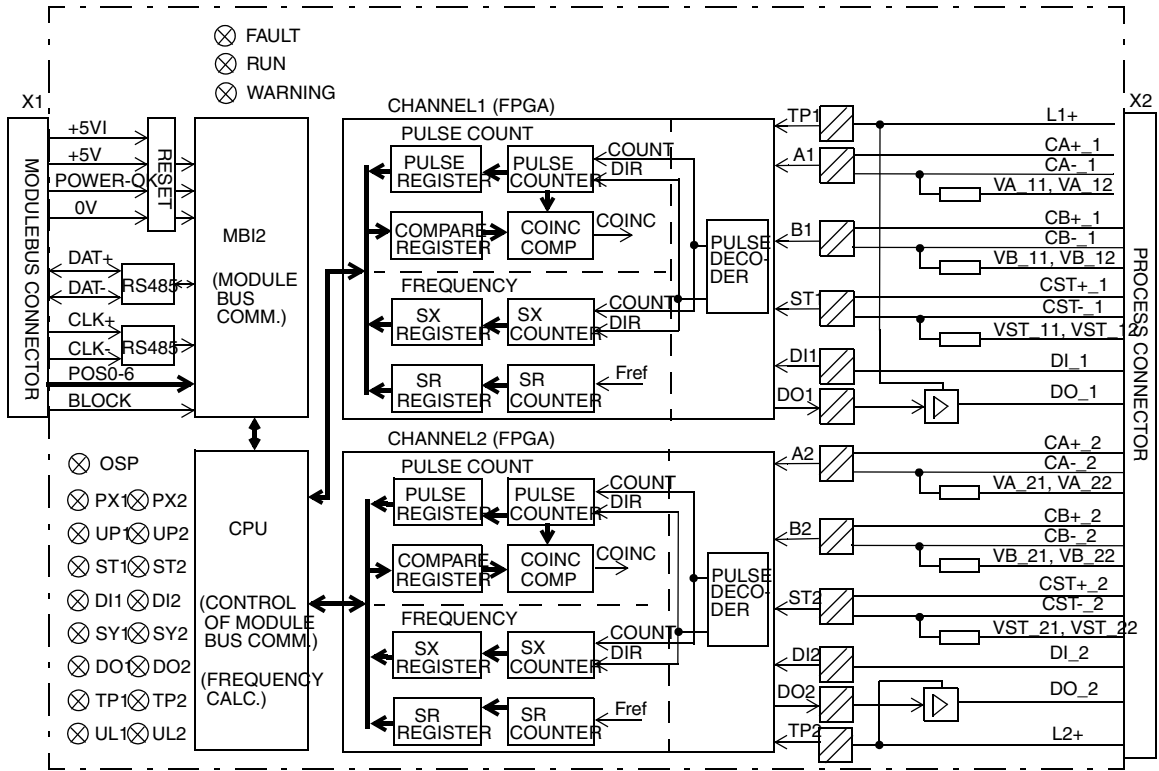 FAULT
RUN
WARNING
X1
X2
MODULEBUS CONNECTOR
+5VI
+5V
POWER-OK
0V
RESET
DAT+
DAT-
RS485
CLK+
CLK-
RS485
POS0-6
BLOCK
MBI2
(MODULE
BUS
COMM.)
OSP
PX1 PX2
UP1 UP2
ST1 ST2
DI1 DI2
SY1 SY2
DO1 DO2
TP1 TP2
UL1 UL2
CPU
(CONTROL
OF MODULE
BUS COMM.)
(FREQUENCY
CALC.)
CHANNEL1 (FPGA)
PULSE COUNT
PULSE
REGISTER
PULSE
COUNTER
COUNT
DIR
COMPARE
REGISTER
COINC
COMP
COINC
FREQUENCY
SX
REGISTER
SX
COUNTER
COUNT
DIR
SR
REGISTER
SR
COUNTER
Fref
PULSE
DECO-
DER
TP1
A1
B1
ST1
DI1
DO1
L1+
CA+_1
CA-_1
VA_11, VA_12
CB+_1
CB-_1
VB_11, VB_12
CST+_1
CST-_1
VST_11, VST_12
DI_1
DO_1
CHANNEL2 (FPGA)
PULSE COUNT
PULSE
REGISTER
PULSE
COUNTER
COUNT
DIR
COMPARE
REGISTER
COINC
COMP
COINC
FREQUENCY
SX
REGISTER
SX
COUNTER
COUNT
DIR
SR
REGISTER
SR
COUNTER
Fref
PULSE
DECO-
DER
A2
B2
ST2
DI2
DO2
TP2
CA+_2
CA-_2
VA_21, VA_22
CB+_2
CB-_2
VB_21, VB_22
CST+_2
CST-_2
VST_21, VST_22
DI_2
DO_2
L2+
PROCESS CONNECTOR